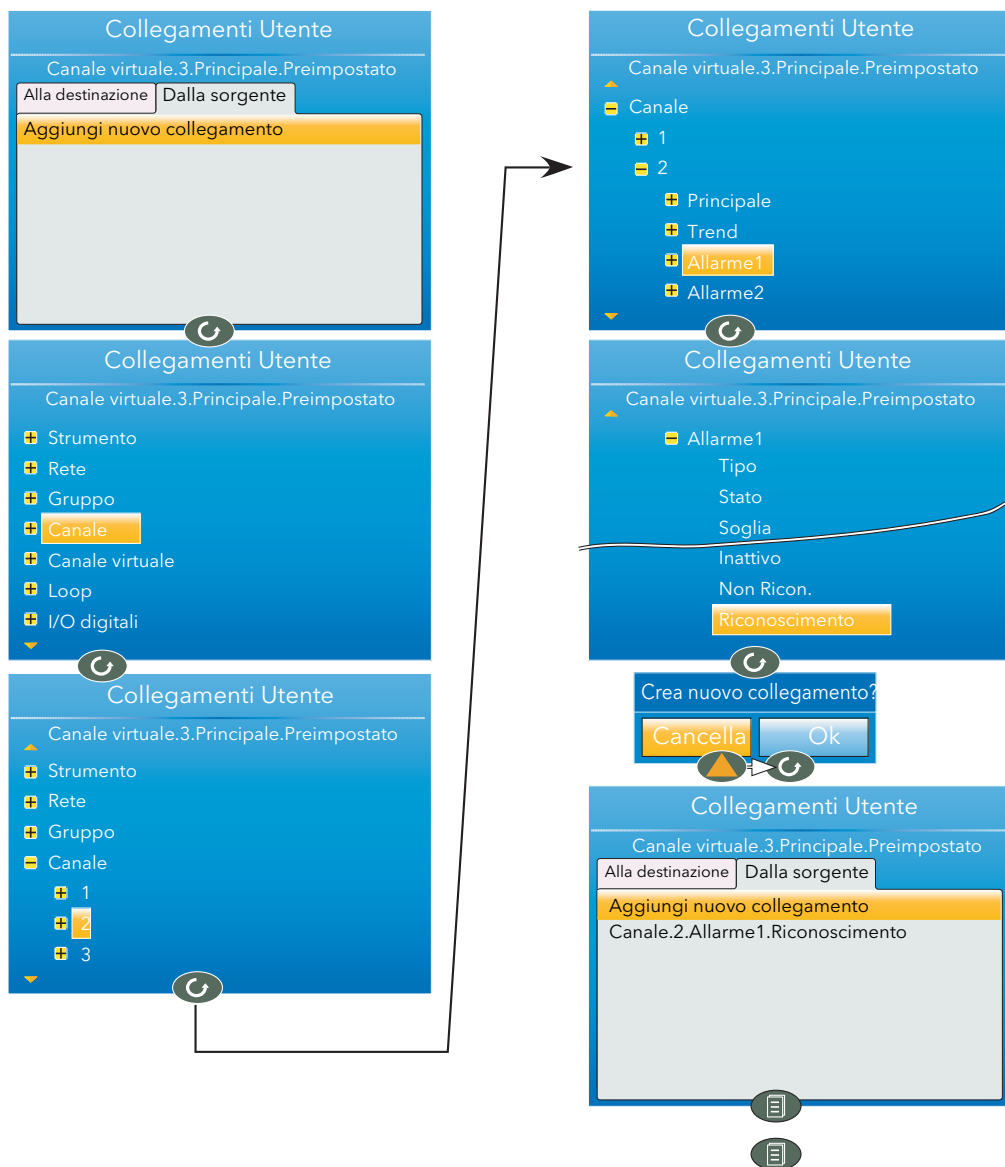 Collegamenti Utente
Canale virtuale.3.Principale.Preimpostato
Alla destinazione
Dalla sorgente
Aggiungi nuovo collegamento
Collegamenti Utente
Canale virtuale.3.Principale.Preimpostato
Strumento
Rete
Gruppo
Canale
Canale virtuale
Loop
I/O digitali
Collegamenti Utente
Canale virtuale.3.Principale.Preimpostato
Strumento
Rete
Gruppo
Canale
1
2
3
Collegamenti Utente
Canale virtuale.3.Principale.Preimpostato
Canale
1
2
Principale
Trend
Allarme1
Allarme2
Collegamenti Utente
Canale virtuale.3.Principale.Preimpostato
Allarme1
Tipo
Stato
Soglia
Inattivo
Non Ricon.
Riconoscimento
Crea nuovo collegamento?
Cancella
Ok
Collegamenti Utente
Canale virtuale.3.Principale.Preimpostato
Alla destinazione
Dalla sorgente
Aggiungi nuovo collegamento
Canale.2.Allarme1.Riconoscimento